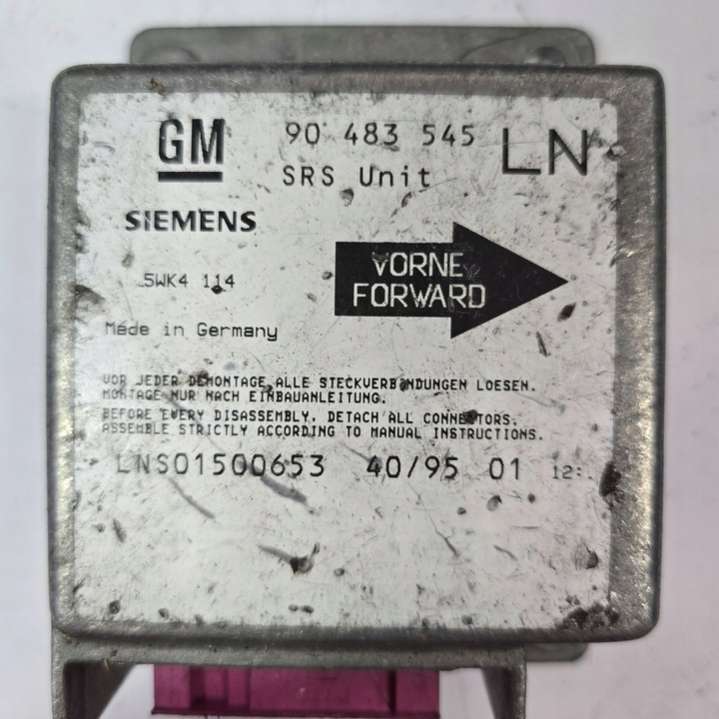 GM 90 483 545 LN
SRS Unit
SIEMENS
VORNE
FORWARD
5WK4 114
Made in Germany
VOR JEDER DEMONTAGE ALLE STECKVERBINDUNGEN LOESEN.
MONTAGE NUR NACH EINBAUANLEITUNG.
BEFORE EVERY DISASSEMBLY, DETACH ALL CONNECTORS.
ASSEMBLE STRICTLY ACCORDING TO MANUAL INSTRUCTIONS.
LNS01500653 40/95 01